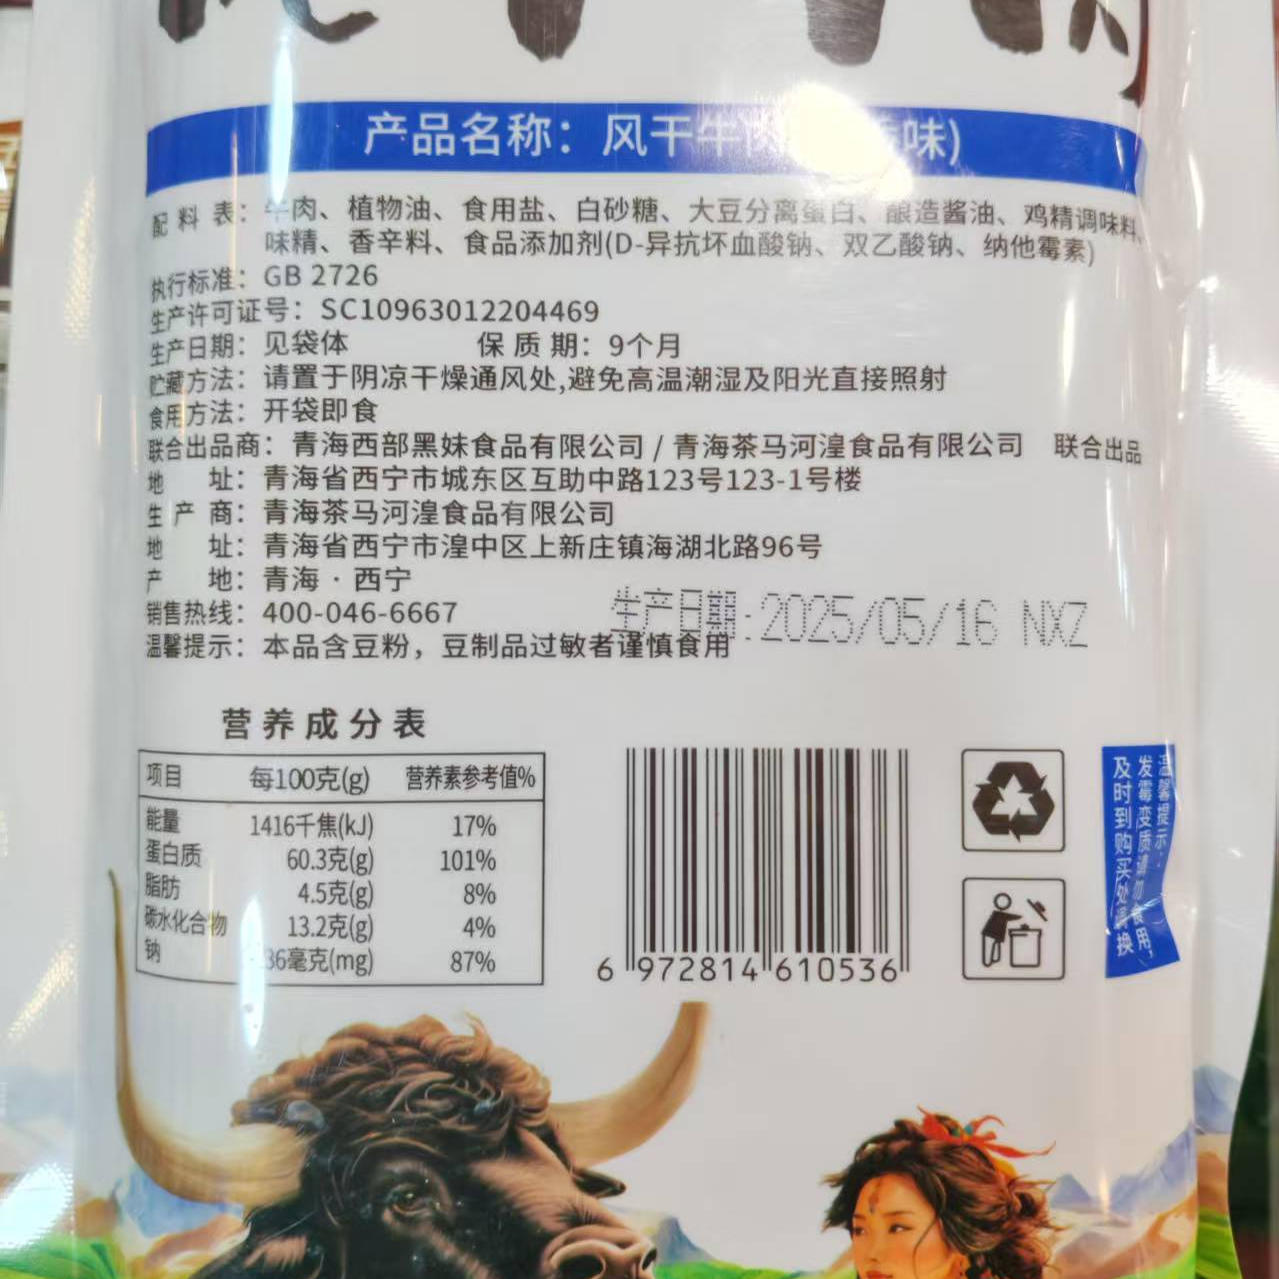 产品名称：风干牛肉 味)
配料表：牛肉、植物油、食用盐、白砂糖、大豆分离蛋白、酿造酱油、鸡精调味料、
味精、香辛料、食品添加剂(D-异抗坏血酸钠、双乙酸钠、纳他霉素)
执行标准：GB 2726
生产许可证号：SC10963012204469
生产日期：见袋体 保质期：9个月
贮藏方法：请置于阴凉干燥通风处,避免高温潮湿及阳光直接照射
食用方法：开袋即食
联合出品商：青海西部黑妹食品有限公司 / 青海茶马河湟食品有限公司 联合出品
地址：青海省西宁市城东区互助中路123号123-1号楼
生产商：青海茶马河湟食品有限公司
地址：青海省西宁市湟中区上新庄镇海湖北路96号
产地：青海·西宁
销售热线：400-046-6667
生产日期:2025/05/16 NXZ
温馨提示：本品含豆粉，豆制品过敏者谨慎食用
营养成分表
项目 每100克(g) 营养素参考值%
能量 1416千焦(kJ) 17%
蛋白质 60.3克(g) 101%
脂肪 4.5克(g) 8%
碳水化合物 13.2克(g) 4%
钠 36毫克(mg) 87%
6 972814 610536
温馨提示：
发霉变质请勿食用，
及时到购买处调换